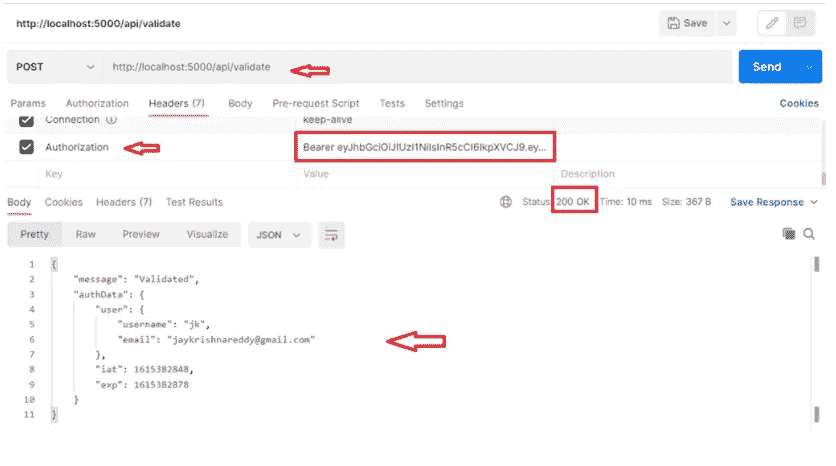 http://localhost:5000/api/validate
Save
POST http://localhost:5000/api/validate Send
Params Authorization Headers (7) Body Pre-request Script Tests Settings Cookies
Connection keep-alive
Authorization Bearer eyJhbGciOiJIUzI1NiIsInR5cCI6IkpXVCJ9.ey...
Key Value Description
Body Cookies Headers (7) Test Results Status: 200 OK Time: 10 ms Size: 367 B Save Response
Pretty Raw Preview Visualize JSON
1 {
2 "message": "Validated",
3 "authData": {
4 "user": {
5 "username": "jk",
6 "email": "jaykrishnareddy@gmail.com"
7 },
8 "iat": 1615382848,
9 "exp": 1615382878
10 }
11 }